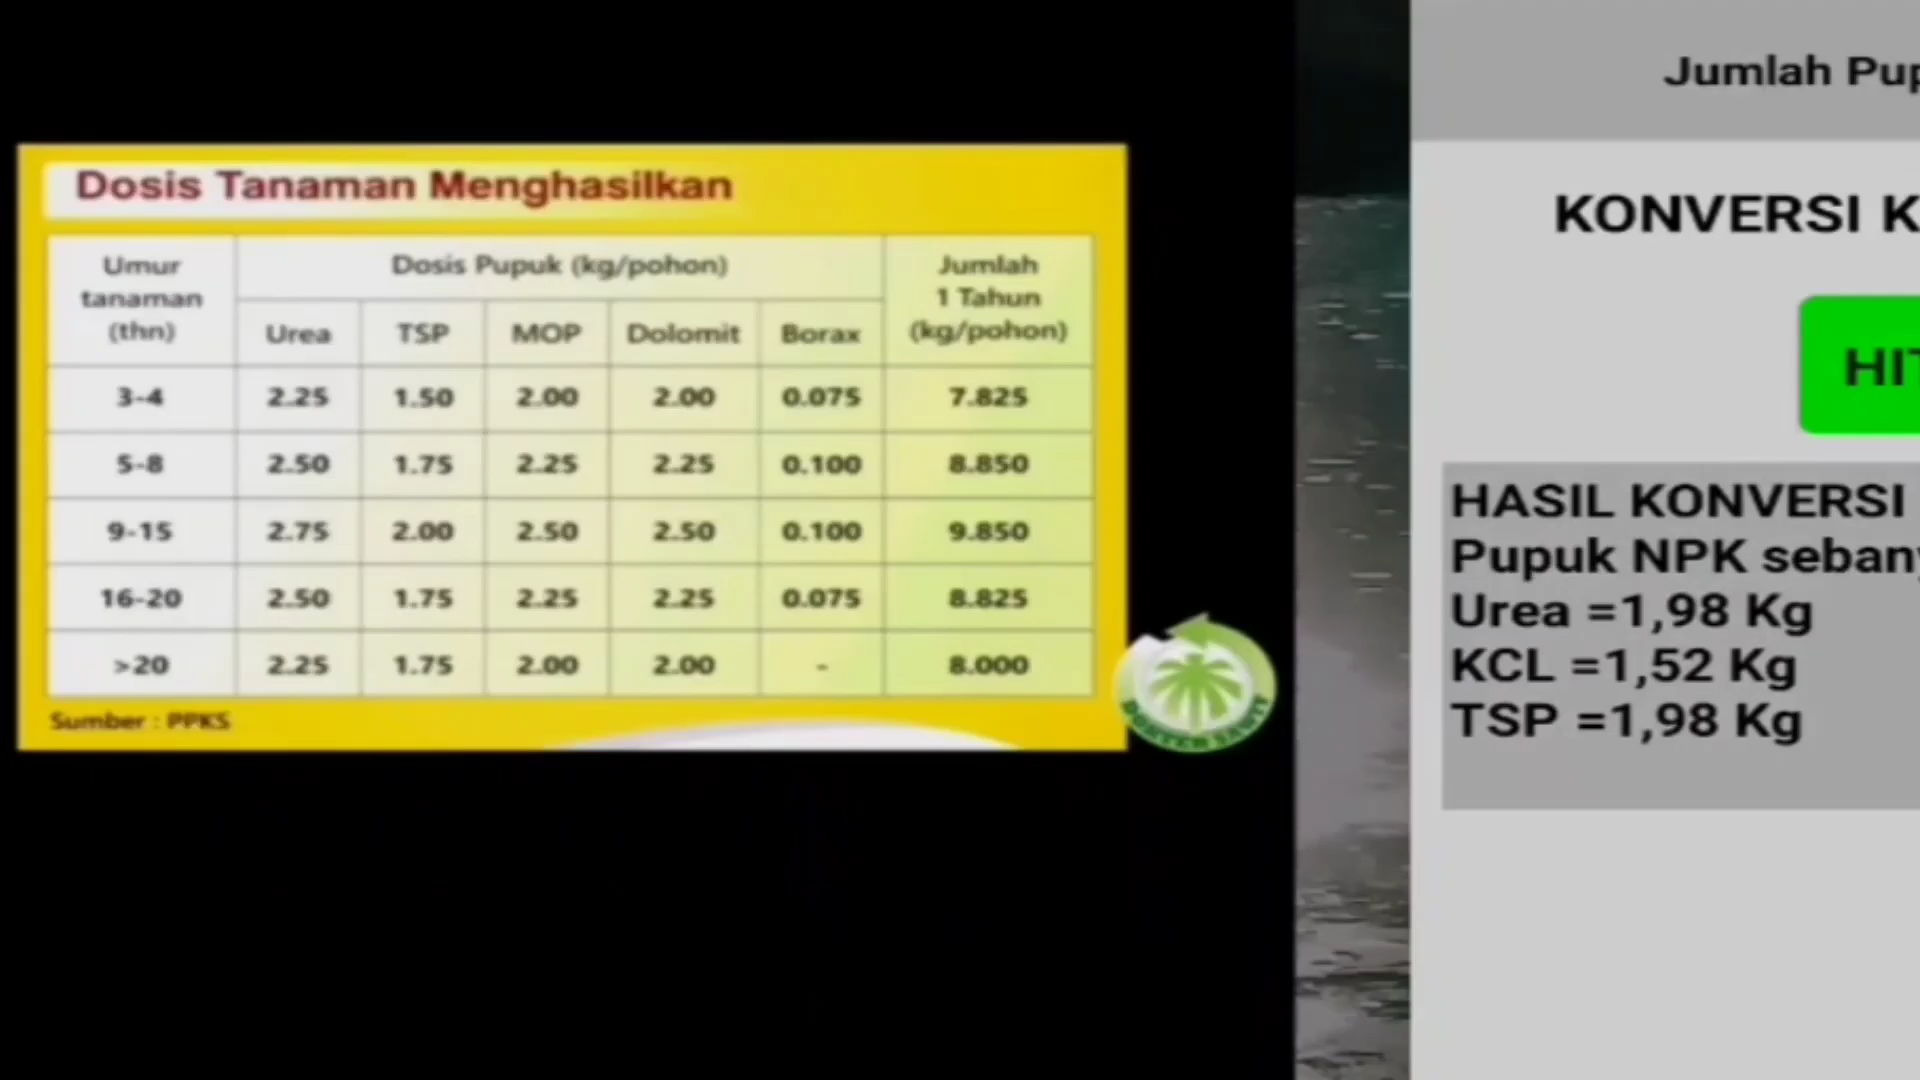 Dosis Tanaman Menghasilkan
Umur tanaman (thn) Dosis Pupuk (kg/pohon) Jumlah 1 Tahun (kg/pohon)
Urea TSP MOP Dolomit Borax
3-4 2.25 1.50 2.00 2.00 0.075 7.825
5-8 2.50 1.75 2.25 2.25 0.100 8.850
9-15 2.75 2.00 2.50 2.50 0.100 9.850
16-20 2.50 1.75 2.25 2.25 0.075 8.825
>20 2.25 1.75 2.00 2.00 - 8.000
Sumber : PPKS
Jumlah Pup
KONVERSI K
HIT
HASIL KONVERSI
Pupuk NPK sebany
Urea =1,98 Kg
KCL =1,52 Kg
TSP =1,98 Kg